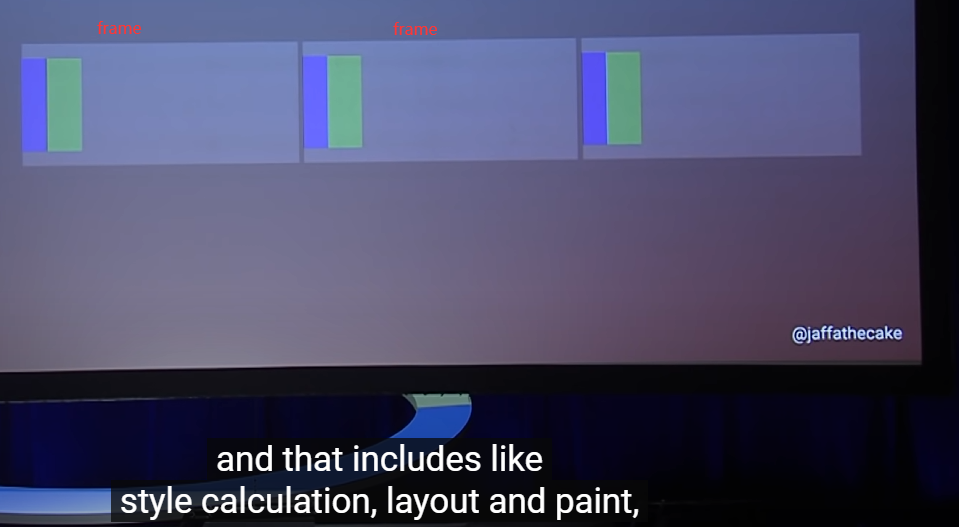 frame
frame
@jaffathecake
and that includes like
style calculation, layout and paint,